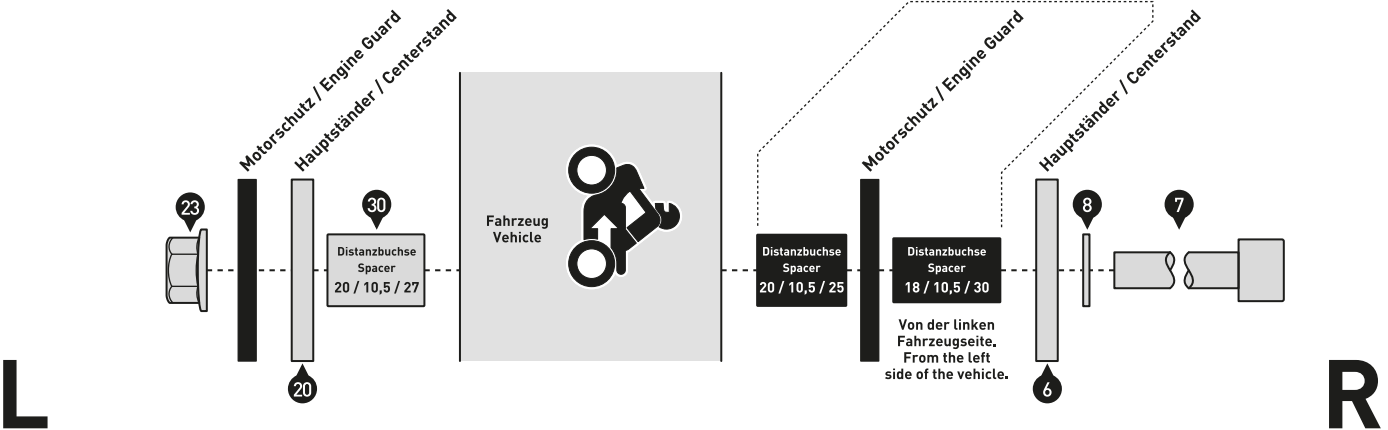 Motorschutz / Engine Guard
Hauptständer / Centerstand
Motorschutz / Engine Guard
Hauptständer / Centerstand
23
30
8
7
Distanzbuchse
Spacer
20 / 10,5 / 27
Fahrzeug
Vehicle
Distanzbuchse
Spacer
20 / 10,5 / 25
Distanzbuchse
Spacer
18 / 10,5 / 30
Von der linken
Fahrzeugseite.
From the left
side of the vehicle.
20
6
L
R